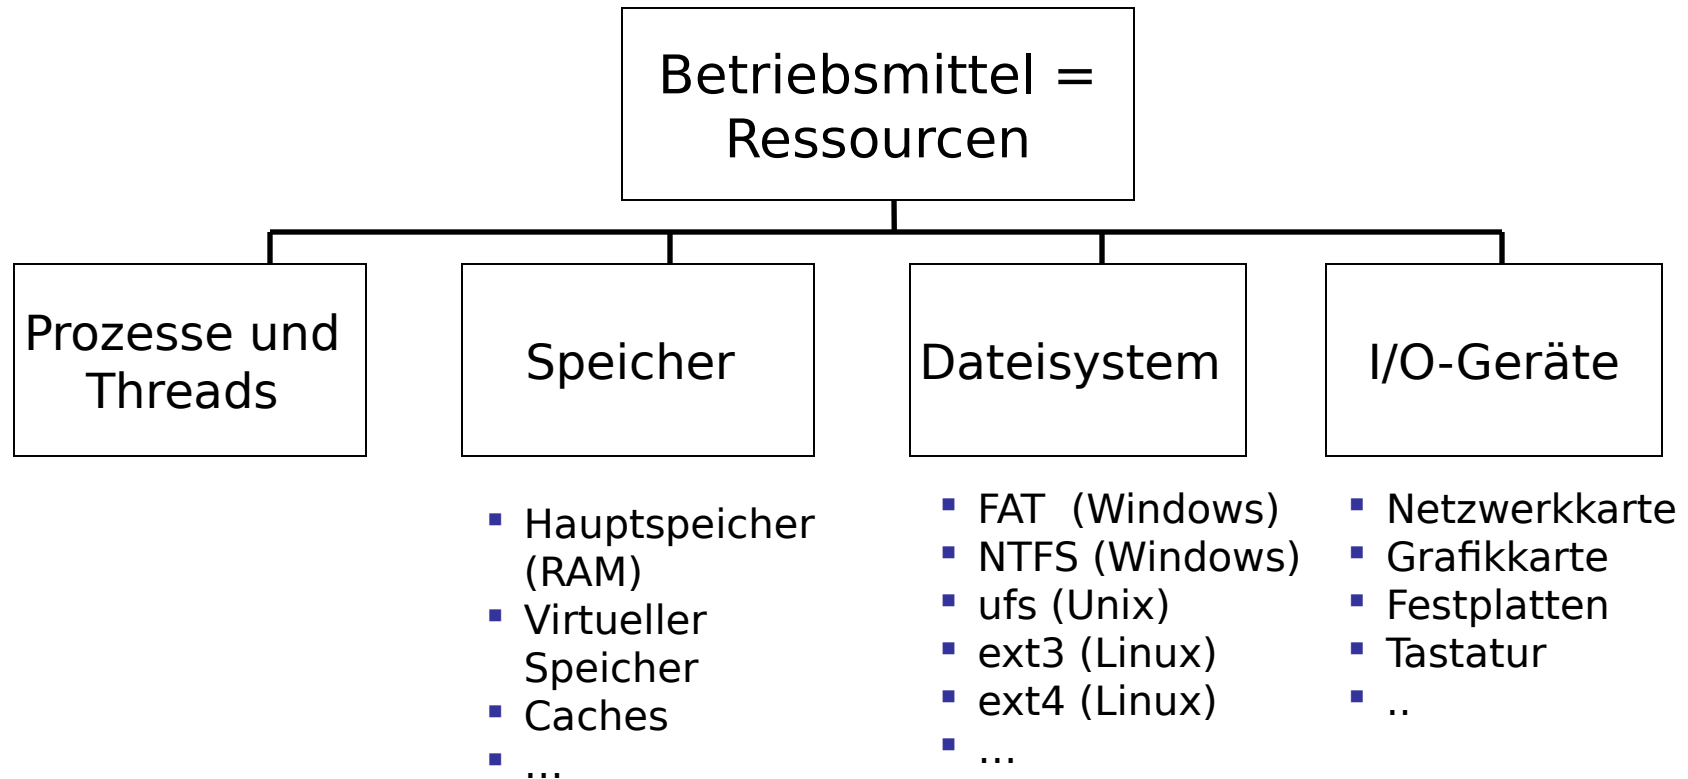 Betriebsmittel =
Ressourcen
Prozesse und
Threads
Speicher
Dateisystem
I/O-Geräte
Hauptspeicher
(RAM)
Virtueller
Speicher
Caches
...
FAT  (Windows)
NTFS (Windows)
ufs (Unix)
ext3 (Linux)
ext4 (Linux)
...
Netzwerkkarte
Grafikkarte
Festplatten
Tastatur
..